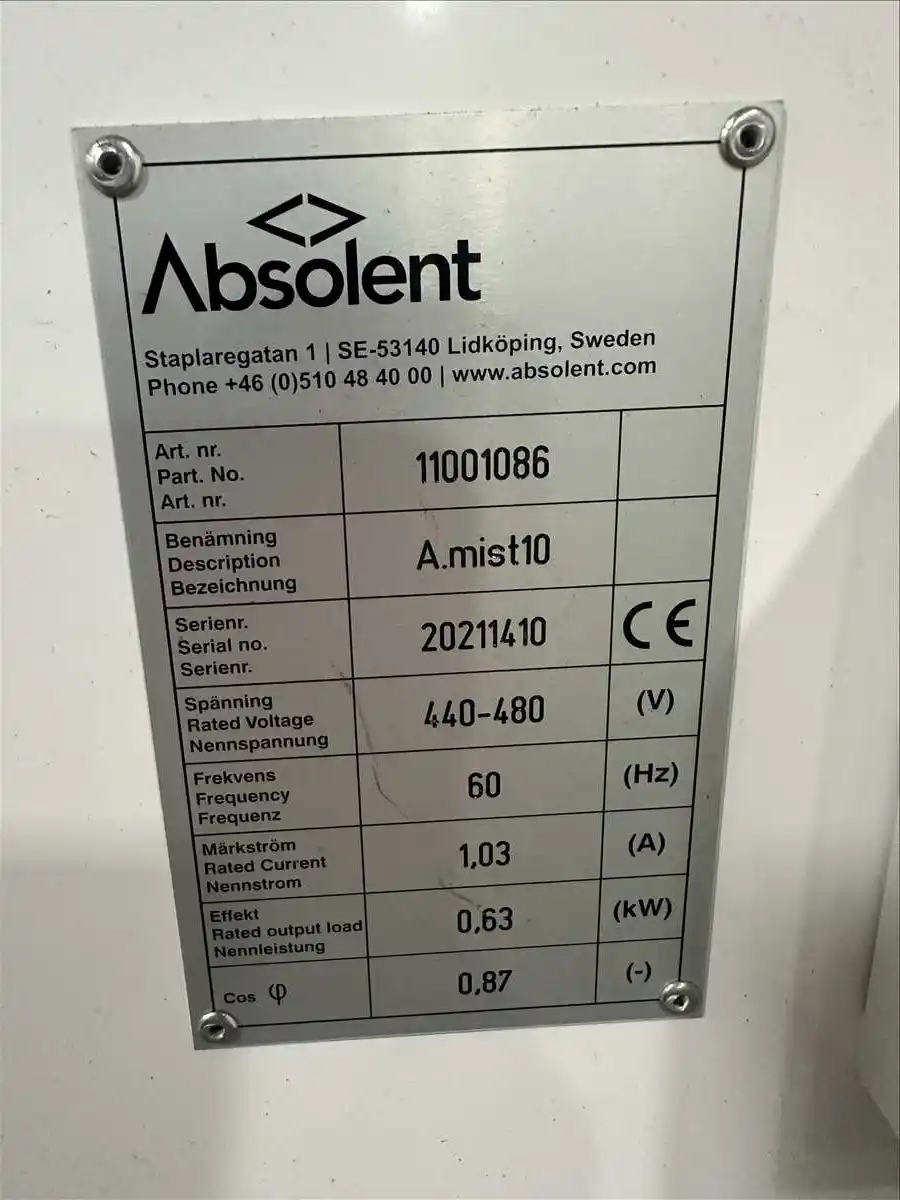 Absolent
Staplaregatan 1 | SE-53140 Lidköping, Sweden
Phone +46 (0)510 48 40 00 | www.absolent.com
Art. nr.
Part. No.
Art. nr.
11001086
Benämning
Description
Bezeichnung
A.mist10
Serienr.
Serial no.
Serienr.
20211410
CE
Spänning
Rated Voltage
Nennspannung
440-480
(V)
Frekvens
Frequency
Frequenz
60
(Hz)
Märkström
Rated Current
Nennstrom
1,03
(A)
Effekt
Rated output load
Nennleistung
0,63
(kW)
Cos φ
0,87
(-)